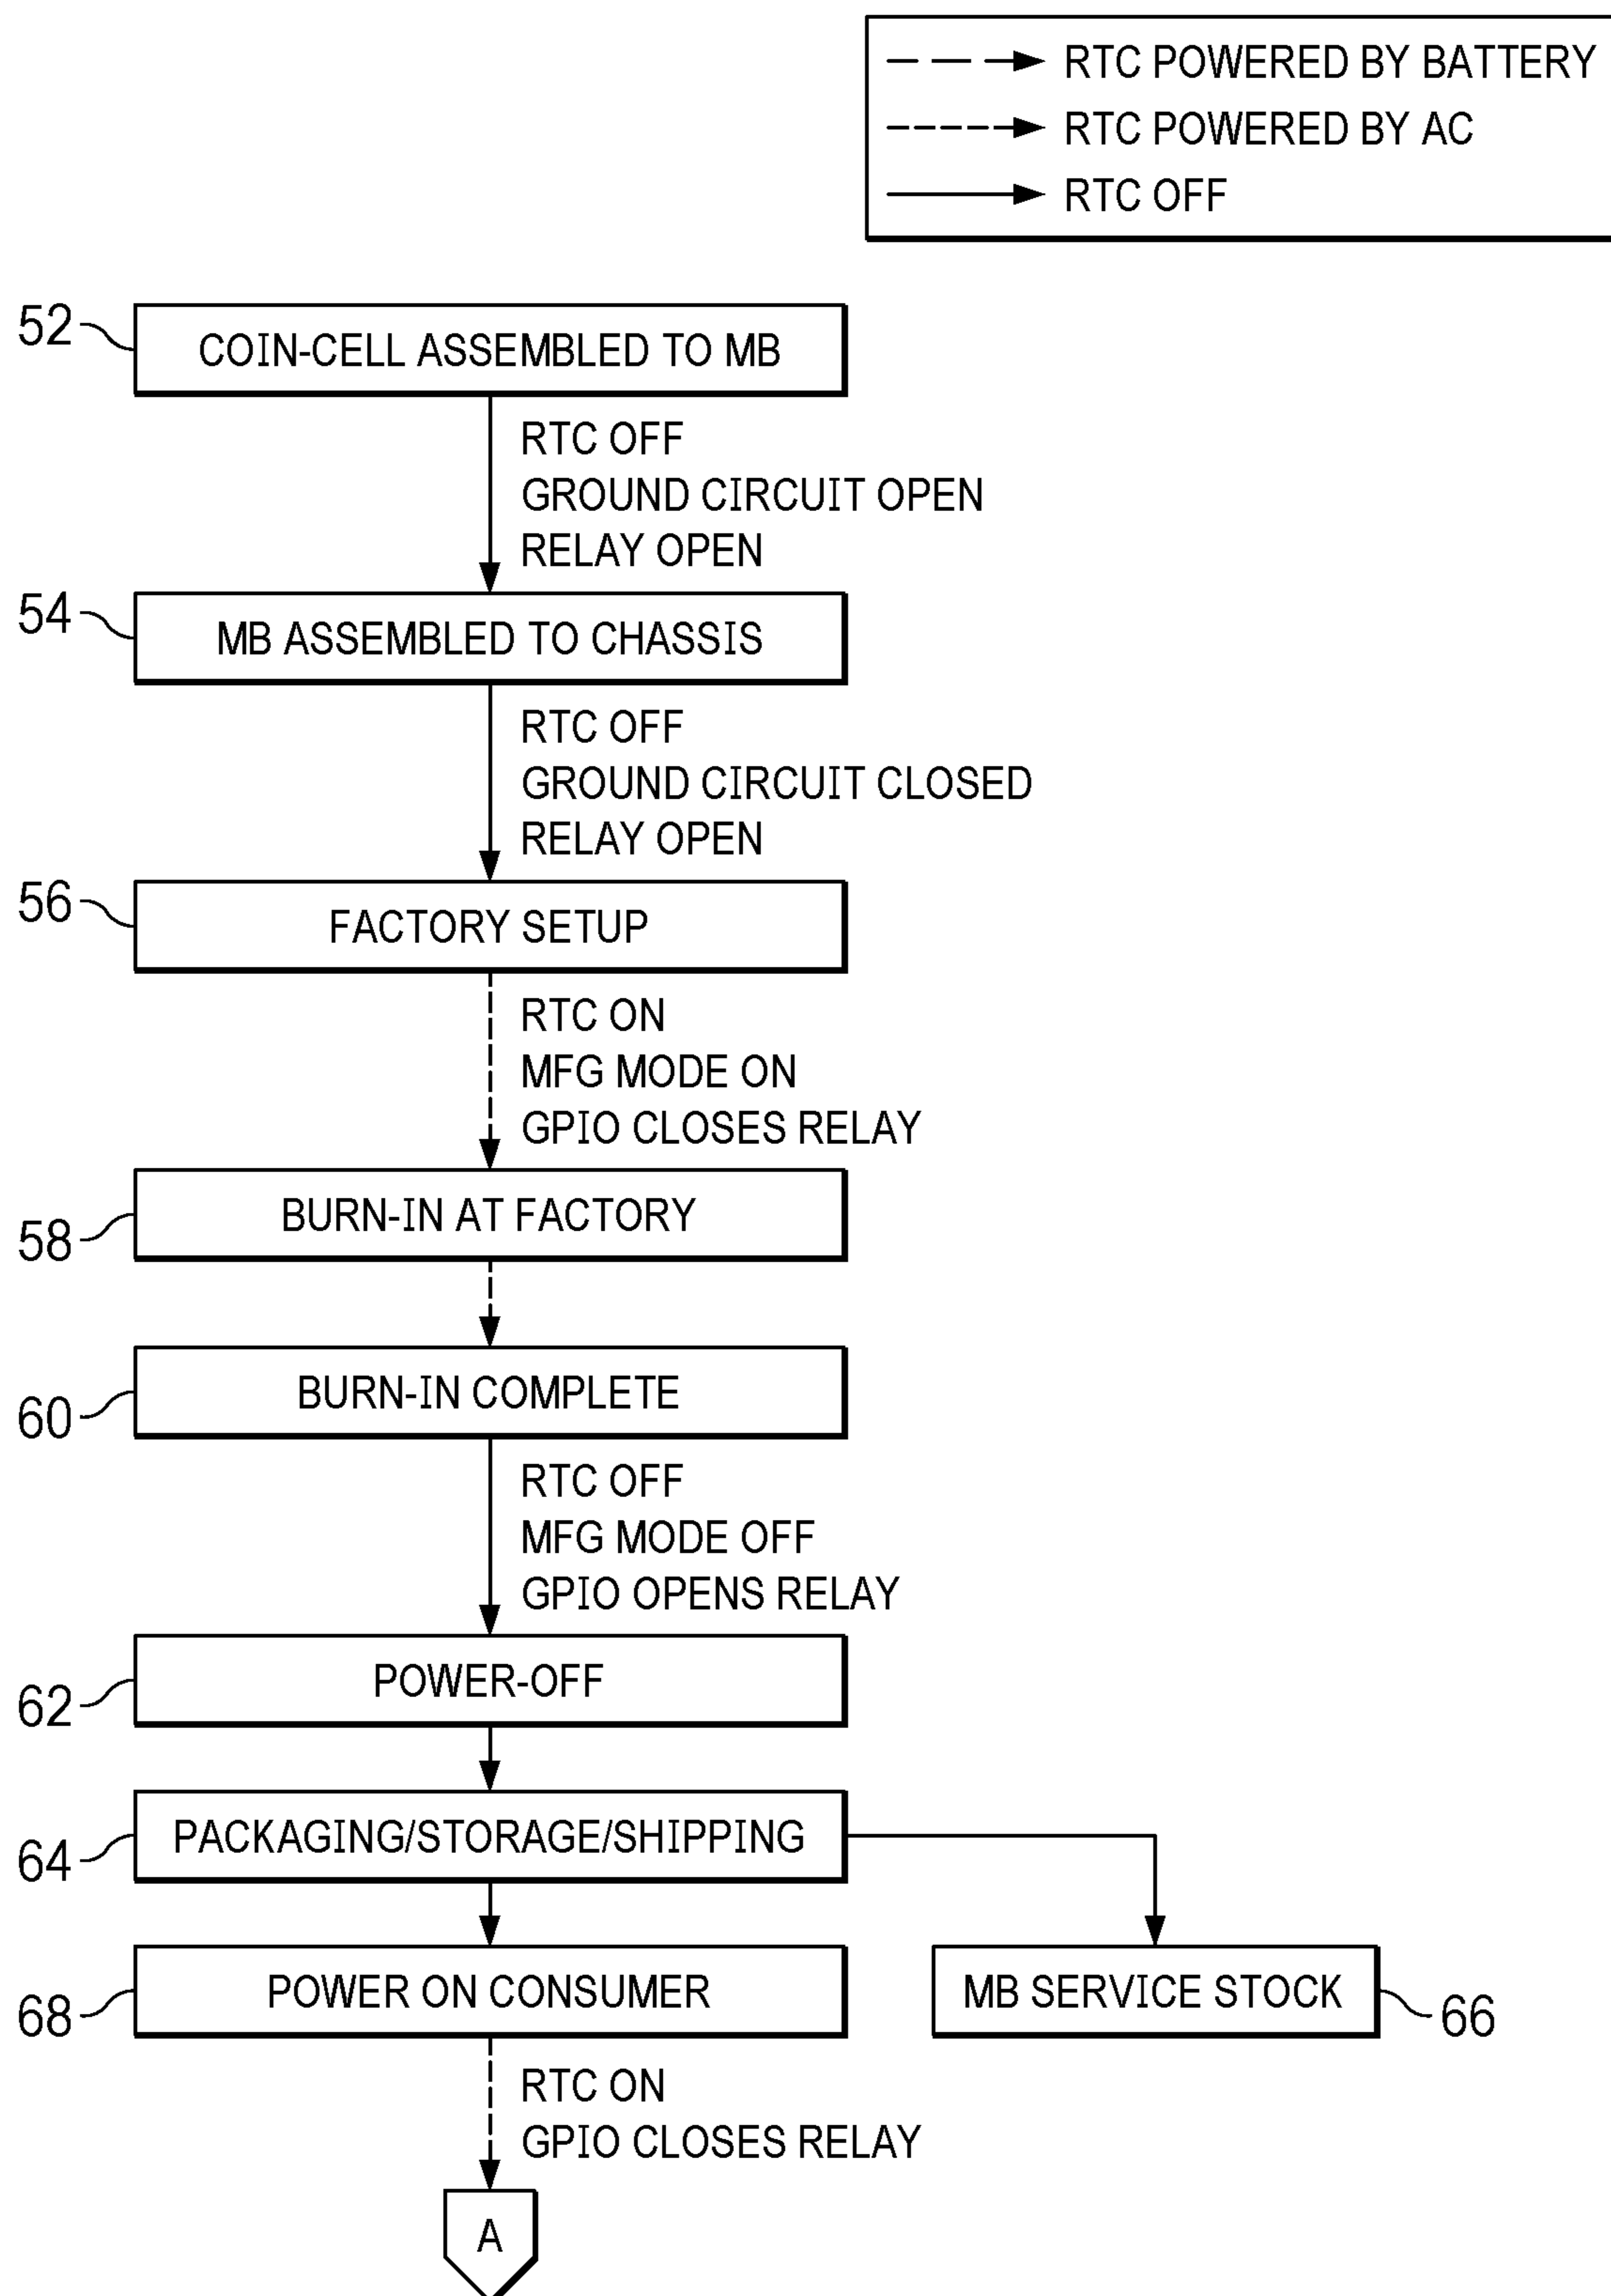 RTC POWERED BY BATTERY
RTC POWERED BY AC
RTC OFF
52
COIN-CELL ASSEMBLED TO MB
RTC OFF
GROUND CIRCUIT OPEN
RELAY OPEN
54
MB ASSEMBLED TO CHASSIS
RTC OFF
GROUND CIRCUIT CLOSED
RELAY OPEN
56
FACTORY SETUP
RTC ON
MFG MODE ON
GPIO CLOSES RELAY
58
BURN-IN AT FACTORY
60
BURN-IN COMPLETE
RTC OFF
MFG MODE OFF
GPIO OPENS RELAY
62
POWER-OFF
64
PACKAGING/STORAGE/SHIPPING
68
POWER ON CONSUMER
MB SERVICE STOCK
66
RTC ON
GPIO CLOSES RELAY
A